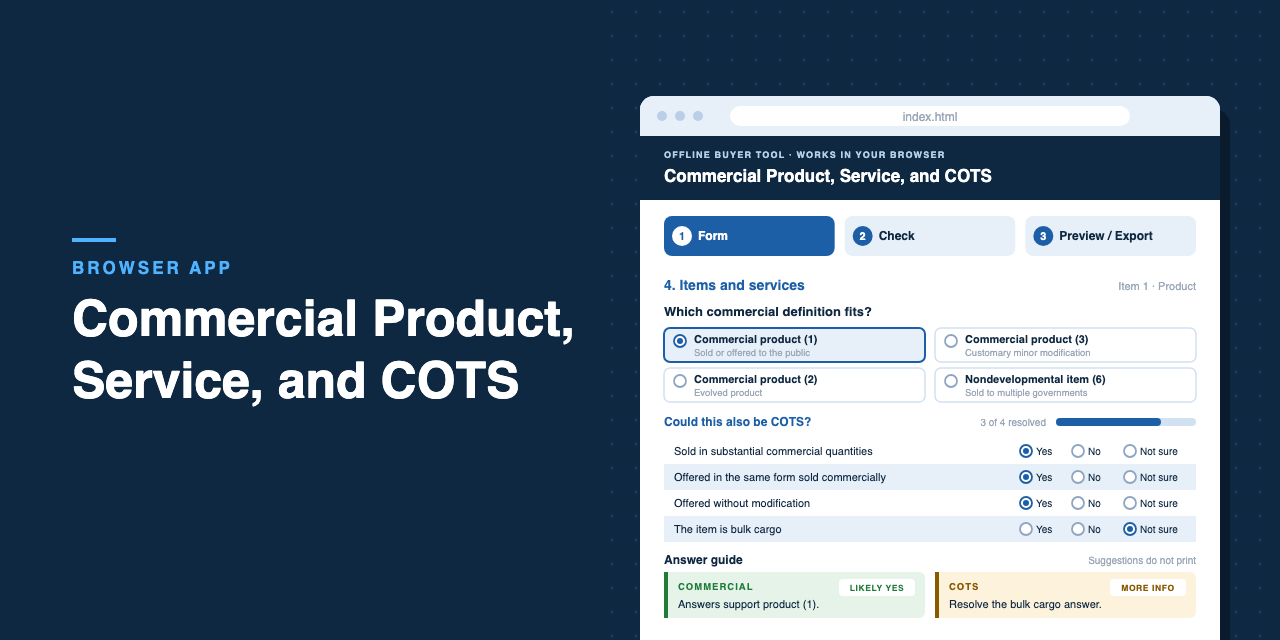 BROWSER APP
Commercial Product,
Service, and COTS
index.html
OFFLINE BUYER TOOL · WORKS IN YOUR BROWSER
Commercial Product, Service, and COTS
1 Form
2 Check
3 Preview / Export
4. Items and services
Item 1 · Product
Which commercial definition fits?
Commercial product (1)
Sold or offered to the public
Commercial product (3)
Customary minor modification
Commercial product (2)
Evolved product
Nondevelopmental item (6)
Sold to multiple governments
Could this also be COTS?
3 of 4 resolved
Sold in substantial commercial quantities Yes No Not sure
Offered in the same form sold commercially Yes No Not sure
Offered without modification Yes No Not sure
The item is bulk cargo Yes No Not sure
Answer guide
Suggestions do not print
COMMERCIAL
LIKELY YES
Answers support product (1).
COTS
MORE INFO
Resolve the bulk cargo answer.